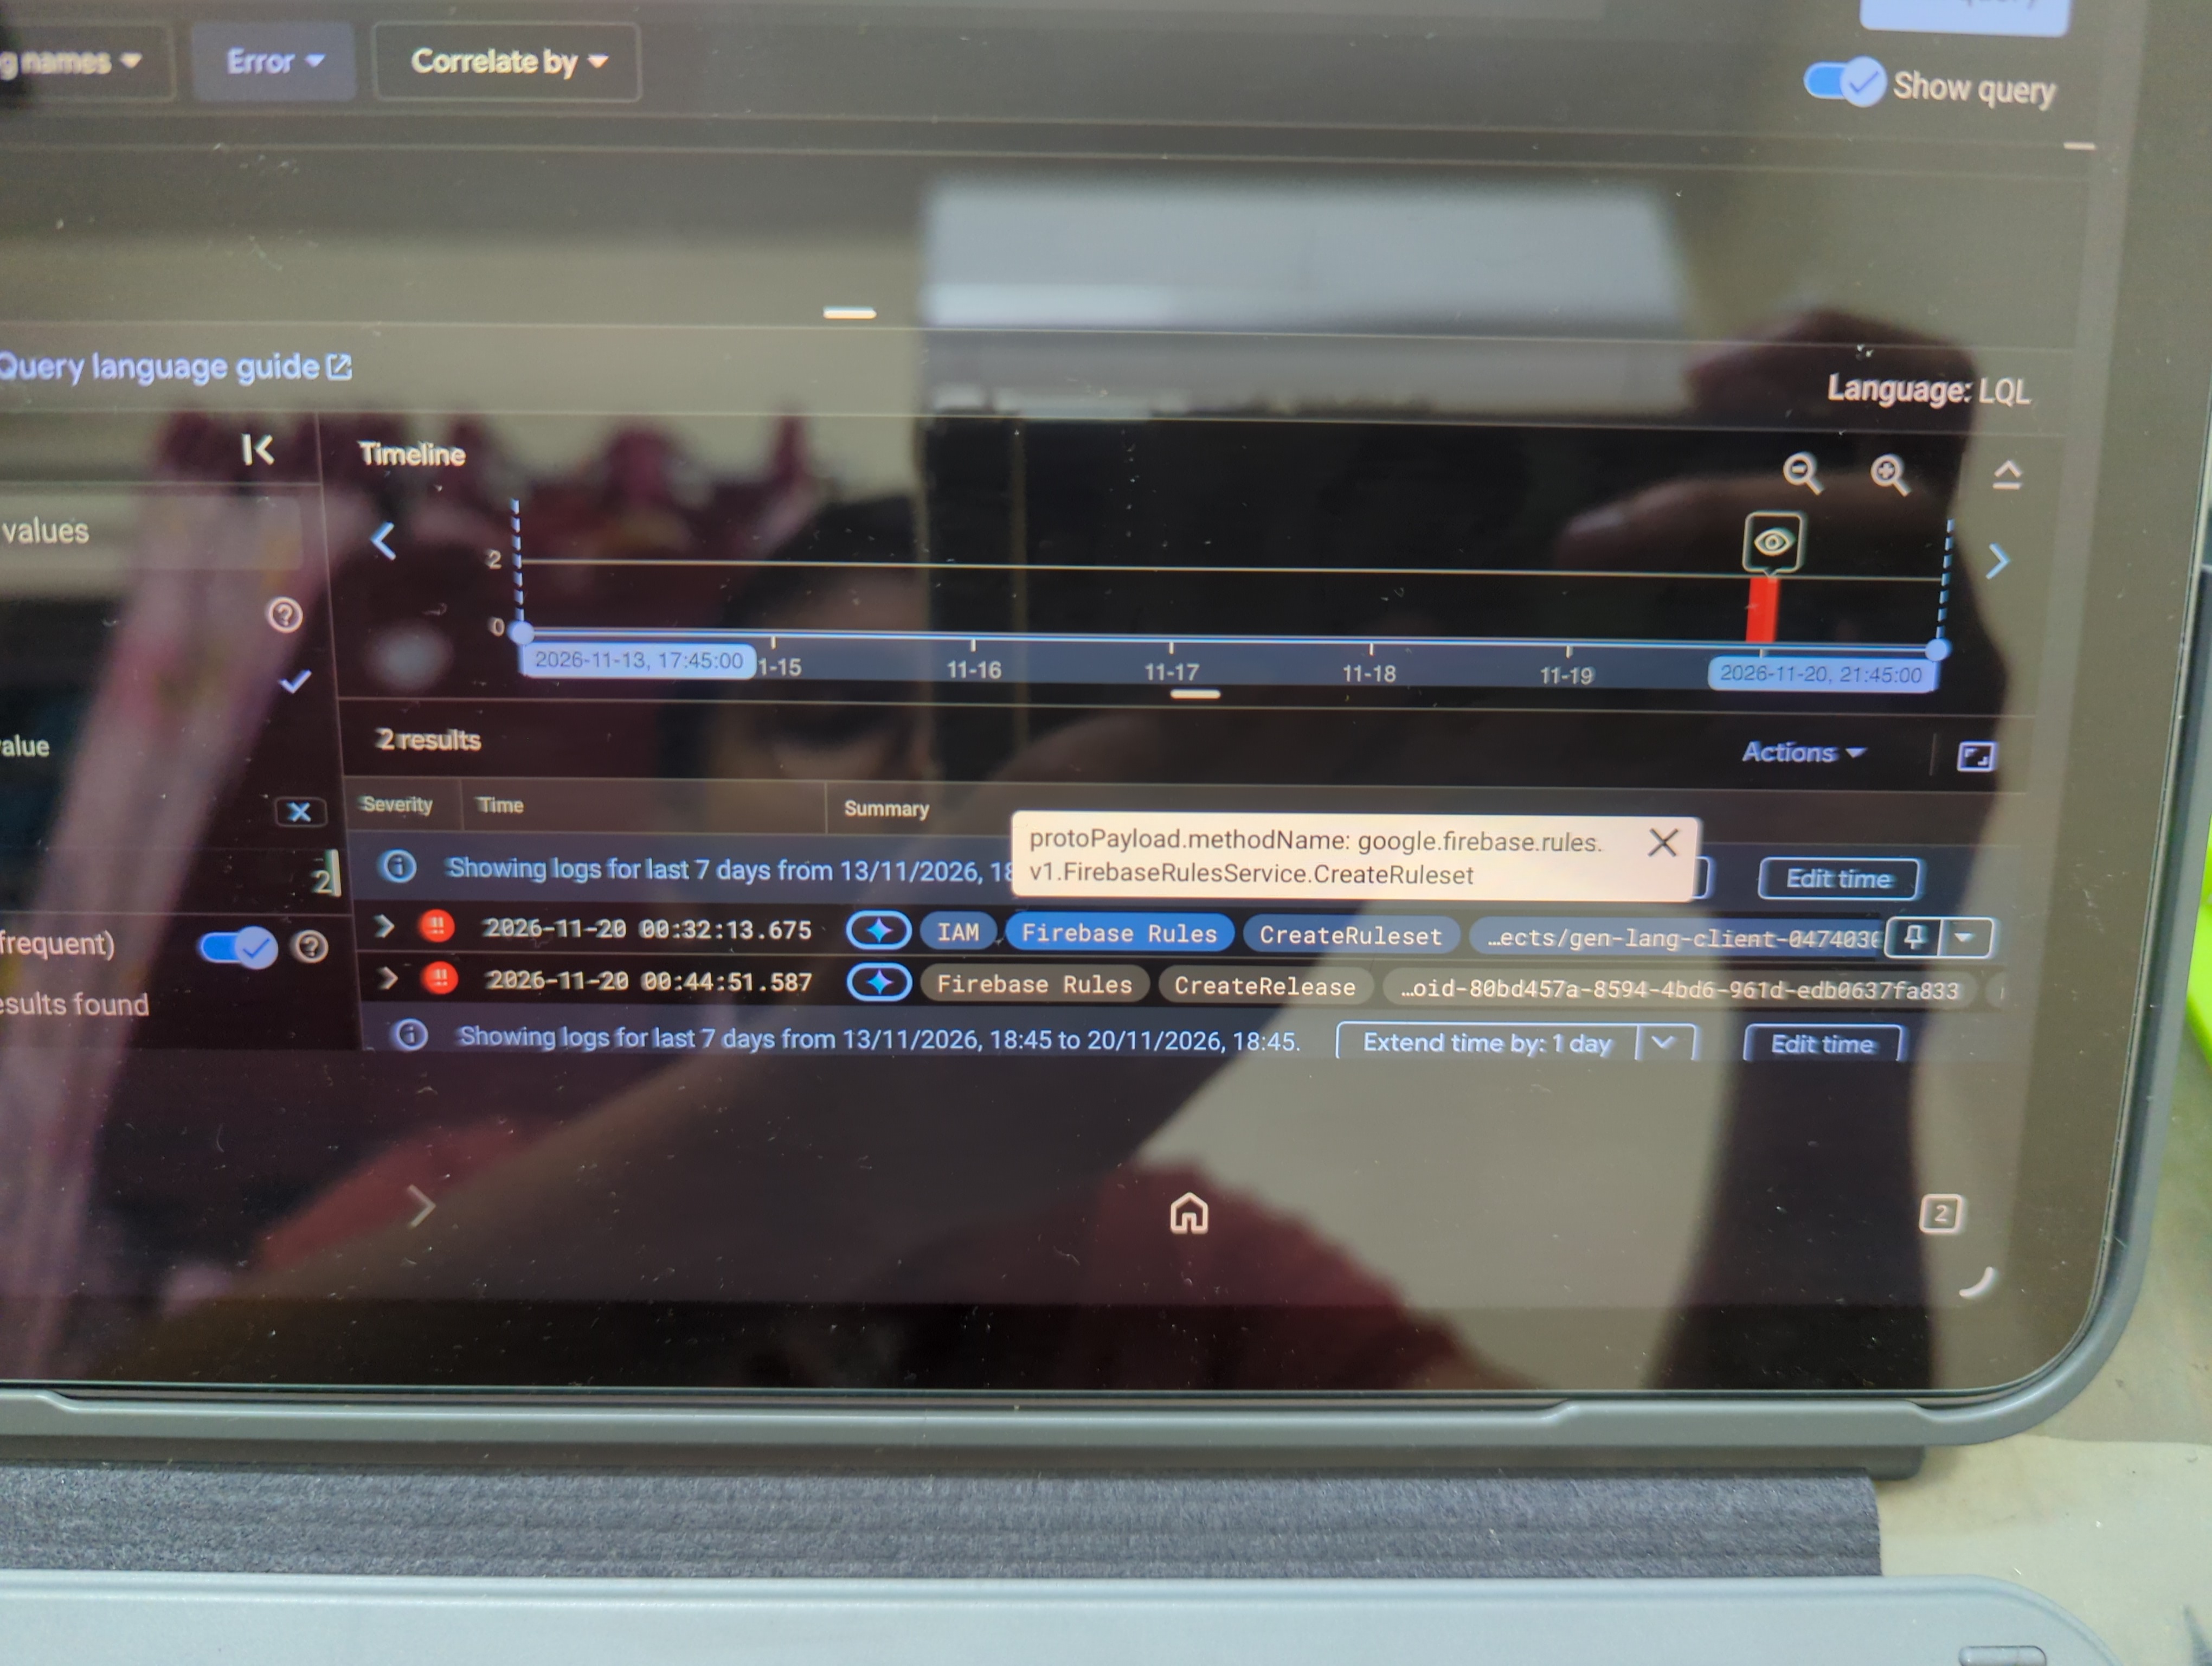 g names
Error
Correlate by
Show query
Query language guide
Language: LQL
Timeline
values
2
0
2026-11-13, 17:45:00
1-15
11-16
11-17
11-18
11-19
2026-11-20, 21:45:00
2 results
Actions
alue
Severity
Time
Summary
protoPayload.methodName: google.firebase.rules.
v1.FirebaseRulesService.CreateRuleset
Showing logs for last 7 days from 13/11/2026, 18
Edit time
2
2026-11-20 00:32:13.675
IAM
Firebase Rules
CreateRuleset
…ects/gen-lang-client-0474036
frequent)
2026-11-20 00:44:51.587
Firebase Rules
CreateRelease
…oid-80bd457a-8594-4bd6-961d-edb0637fa833
esults found
Showing logs for last 7 days from 13/11/2026, 18:45 to 20/11/2026, 18:45.
Extend time by: 1 day
Edit time
2